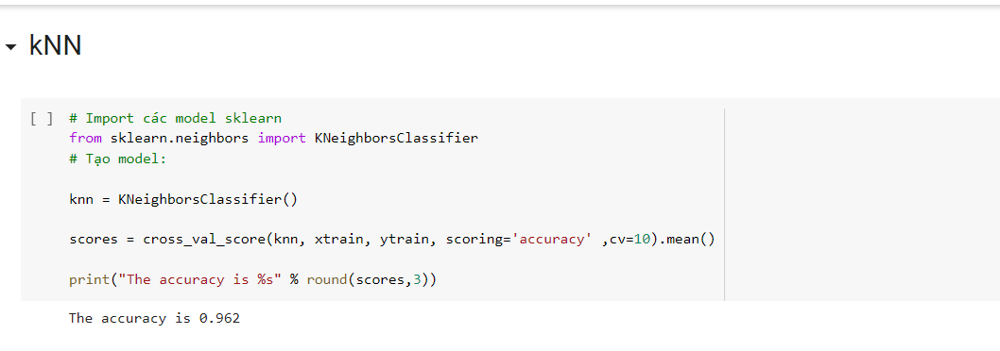 kNN
[ ] # Import các model sklearn
from sklearn.neighbors import KNeighborsClassifier
# Tạo model:
knn = KNeighborsClassifier()
scores = cross_val_score(knn, xtrain, ytrain, scoring='accuracy' ,cv=10).mean()
print("The accuracy is %s" % round(scores,3))
The accuracy is 0.962